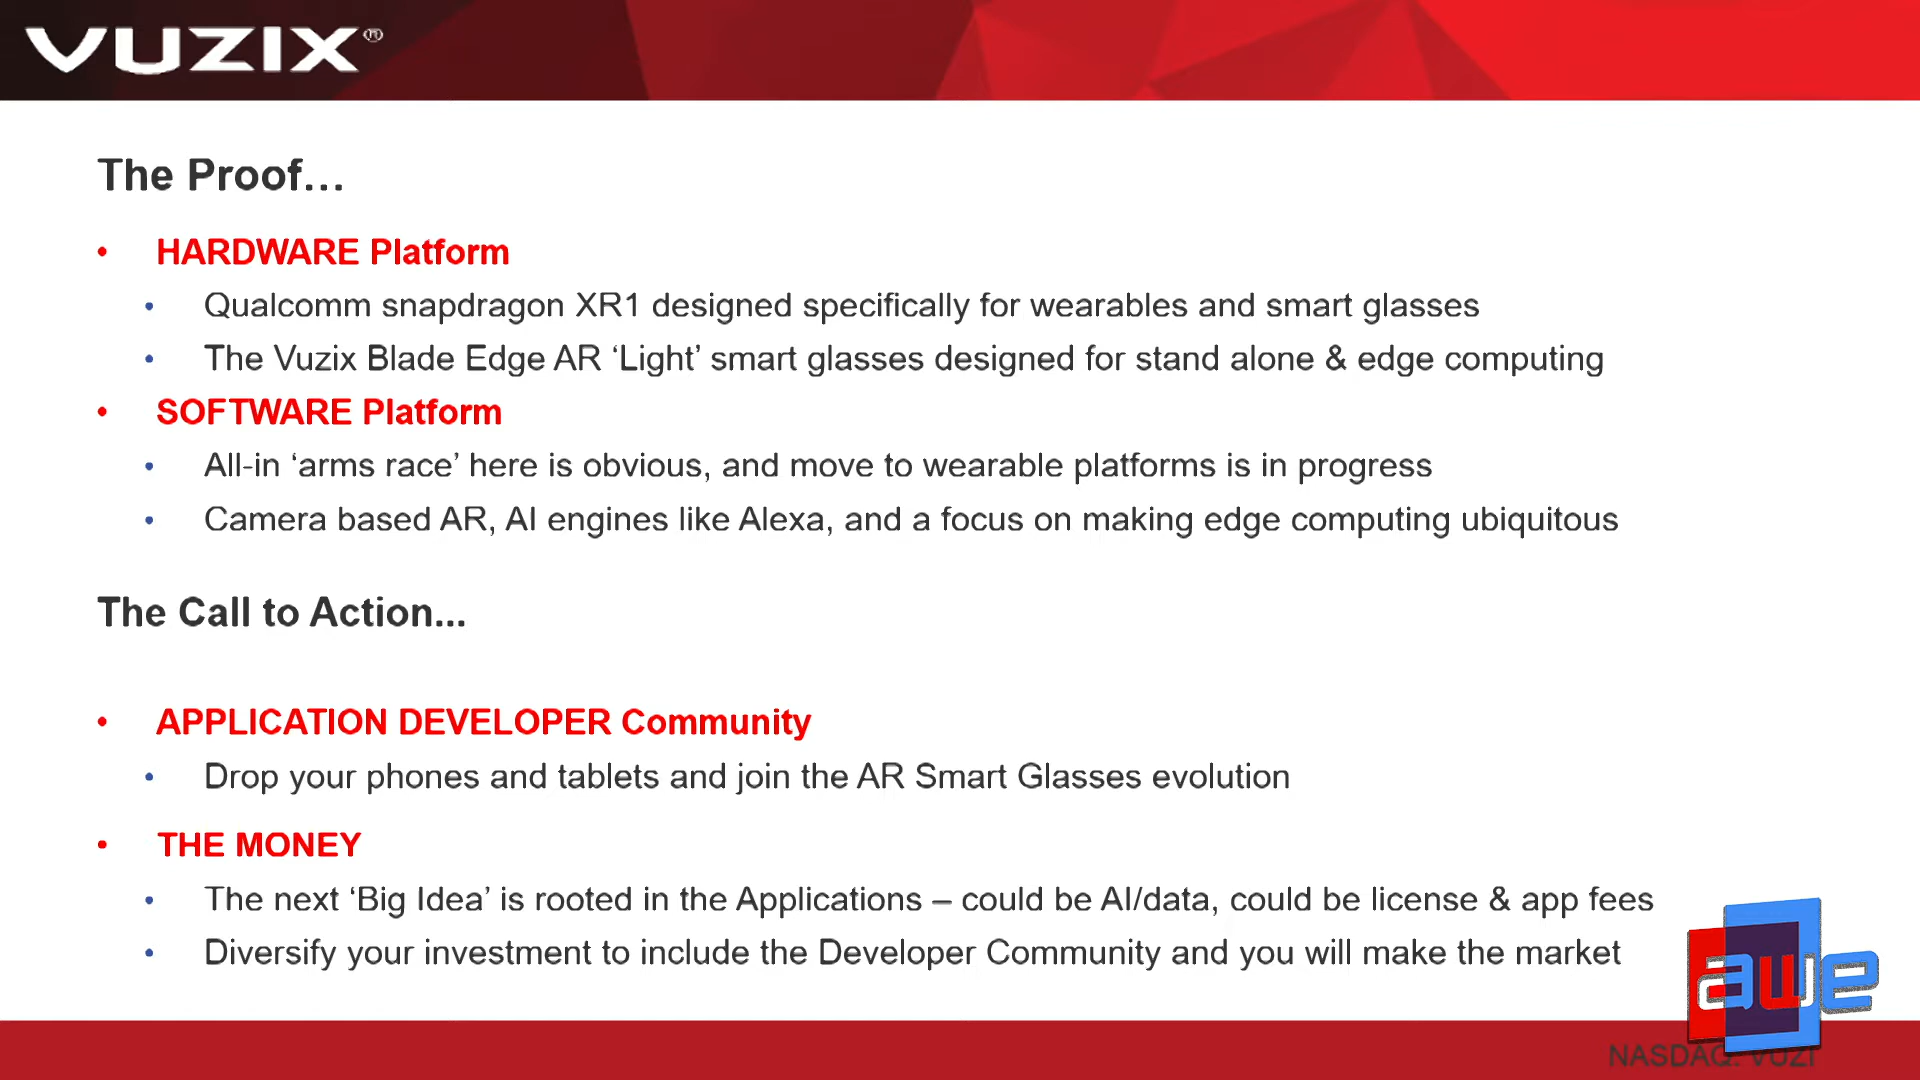 VUZIX®
The Proof…
• HARDWARE Platform
• Qualcomm snapdragon XR1 designed specifically for wearables and smart glasses
• The Vuzix Blade Edge AR ‘Light’ smart glasses designed for stand alone & edge computing
• SOFTWARE Platform
• All-in ‘arms race’ here is obvious, and move to wearable platforms is in progress
• Camera based AR, AI engines like Alexa, and a focus on making edge computing ubiquitous
The Call to Action...
• APPLICATION DEVELOPER Community
• Drop your phones and tablets and join the AR Smart Glasses evolution
• THE MONEY
• The next ‘Big Idea’ is rooted in the Applications – could be AI/data, could be license & app fees
• Diversify your investment to include the Developer Community and you will make the market
awe
NASDAQ: VUZI